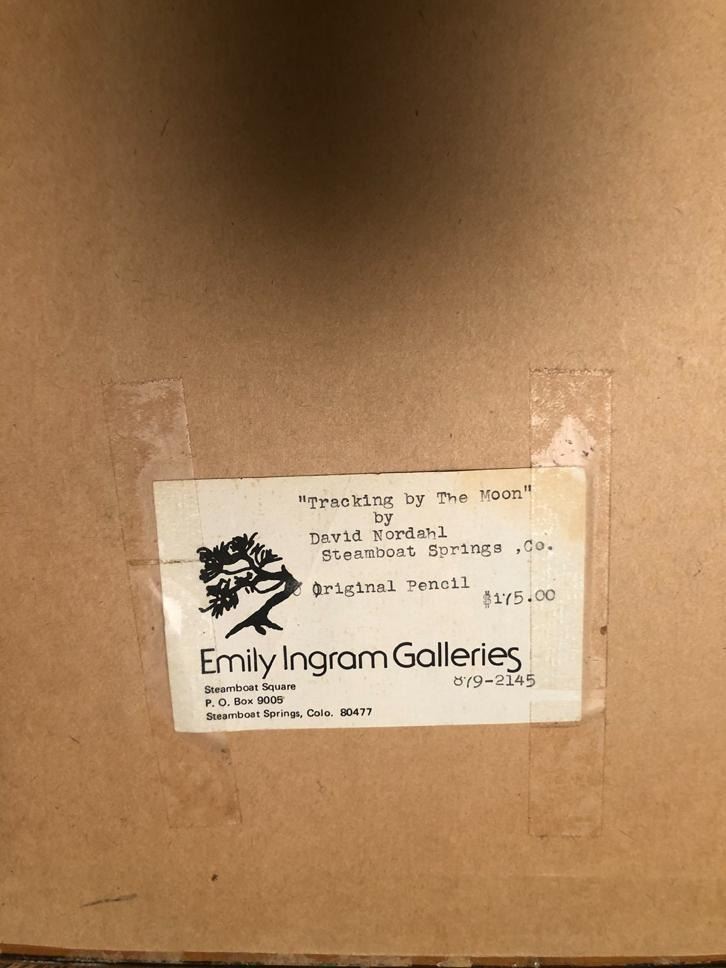 "Tracking by The Moon"
by
David Nordahl
Steamboat Springs ,Co.
Original Pencil
$175.00
Emily Ingram Galleries
879-2145
Steamboat Square
P. O. Box 9005
Steamboat Springs, Colo. 80477